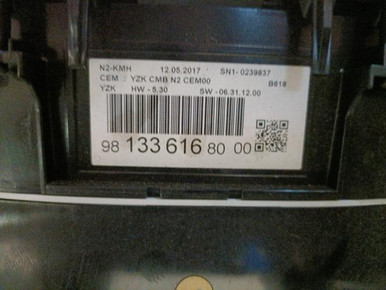 N2-KMH 12.05.2017 SN1- 0239837
CEM : YZK CMB N2 CEM00 B618
YZK HW - 5.30 SW - 06.31.12.00
98 133 616 80 00